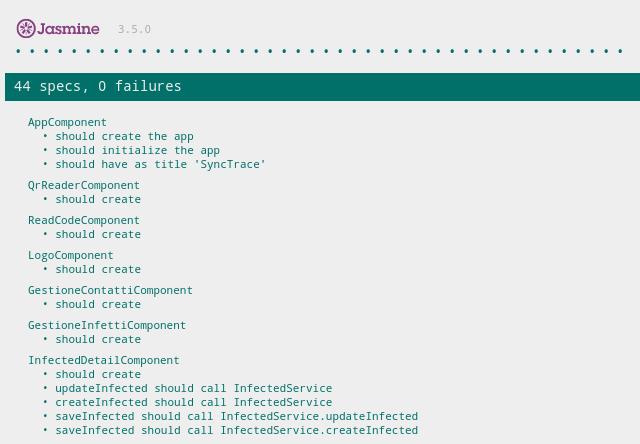 Jasmine 3.5.0
44 specs, 0 failures
AppComponent
• should create the app
• should initialize the app
• should have as title 'SyncTrace'
QrReaderComponent
• should create
ReadCodeComponent
• should create
LogoComponent
• should create
GestioneContattiComponent
• should create
GestioneInfettiComponent
• should create
InfectedDetailComponent
• should create
• updateInfected should call InfectedService
• createInfected should call InfectedService
• saveInfected should call InfectedService.updateInfected
• saveInfected should call InfectedService.createInfected